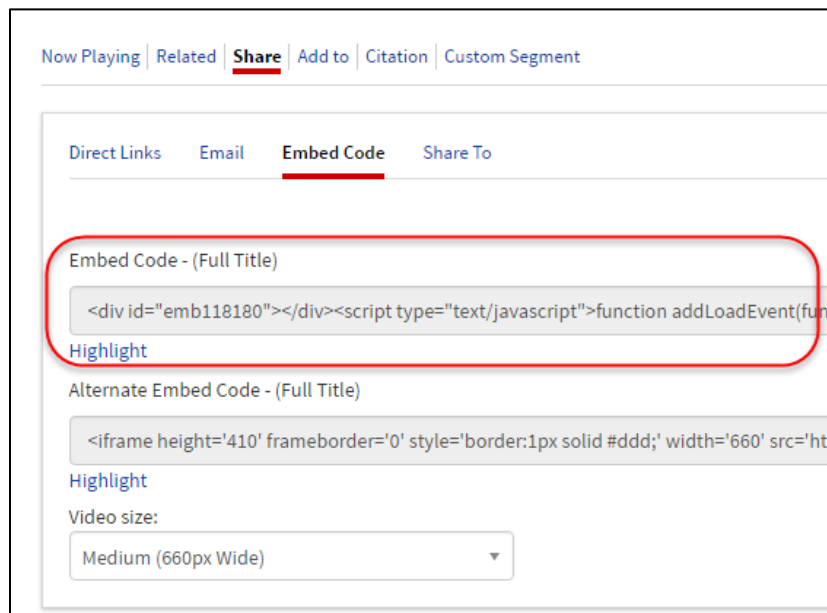 Now Playing Related Share Add to Citation Custom Segment
Direct Links Email Embed Code Share To
Embed Code - (Full Title)
<div id="emb118180"></div><script type="text/javascript">function addLoadEvent(fun
Highlight
Alternate Embed Code - (Full Title)
<iframe height='410' frameborder='0' style='border:1px solid #ddd;' width='660' src='ht
Highlight
Video size:
Medium (660px Wide)